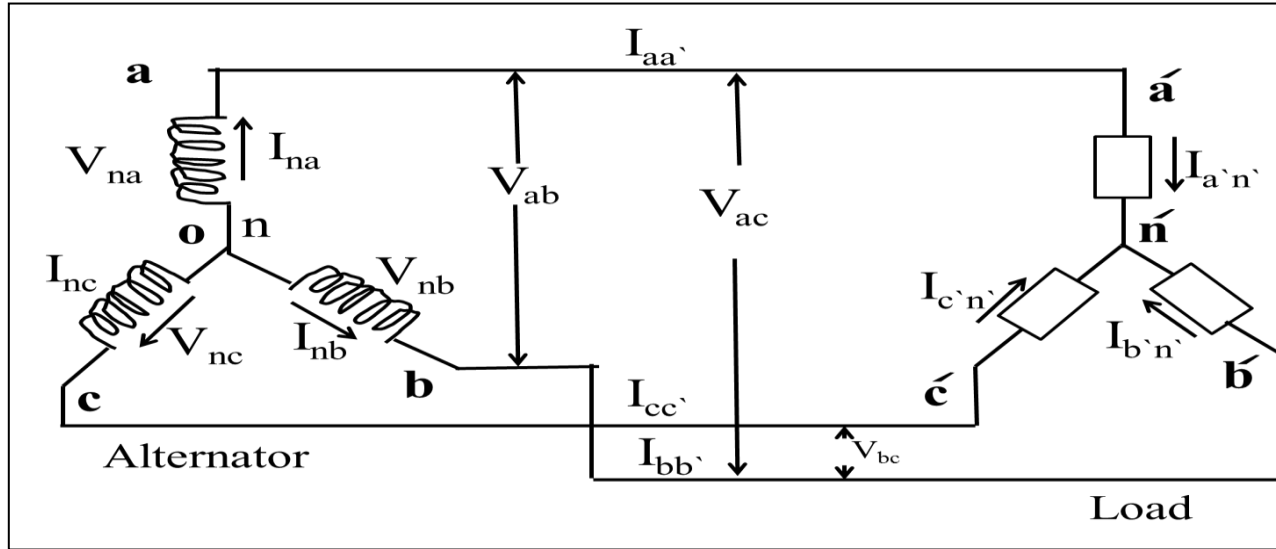 I_aa`
a
a´
V_na
I_na
V_ab
V_ac
I_a`n`
o n
n´
I_nc
V_nb
I_c`n`
V_nc
I_nb
I_b`n`
b
b´
c
I_cc`
c´
Alternator
I_bb`
V_bc
Load